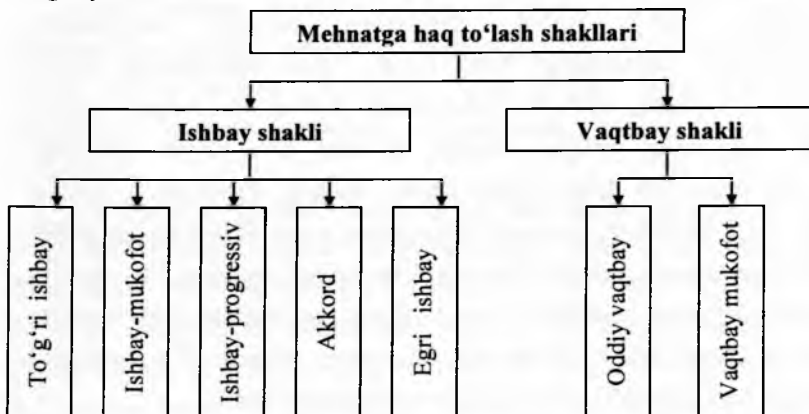 Mehnatga haq to‘lash shakllari
Ishbay shakli
Vaqtbay shakli
To‘g‘ri ishbay
Ishbay-mukofot
Ishbay-progressiv
Akkord
Egri ishbay
Oddiy vaqtbay
Vaqtbay mukofot